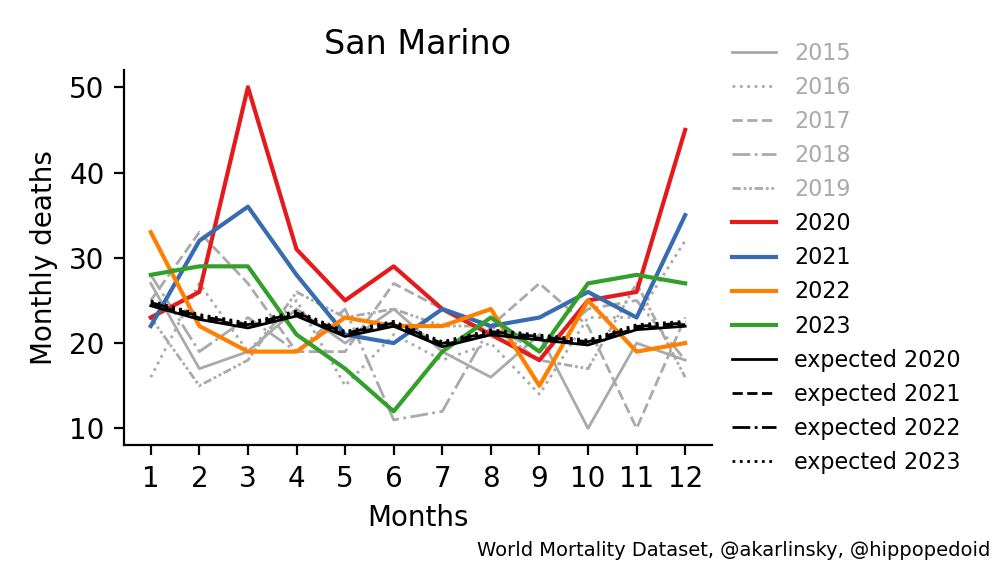 San Marino
Monthly deaths
50
40
30
20
10
1 2 3 4 5 6 7 8 9 10 11 12
Months
2015
2016
2017
2018
2019
2020
2021
2022
2023
expected 2020
expected 2021
expected 2022
expected 2023
World Mortality Dataset, @akarlinsky, @hippopedoid